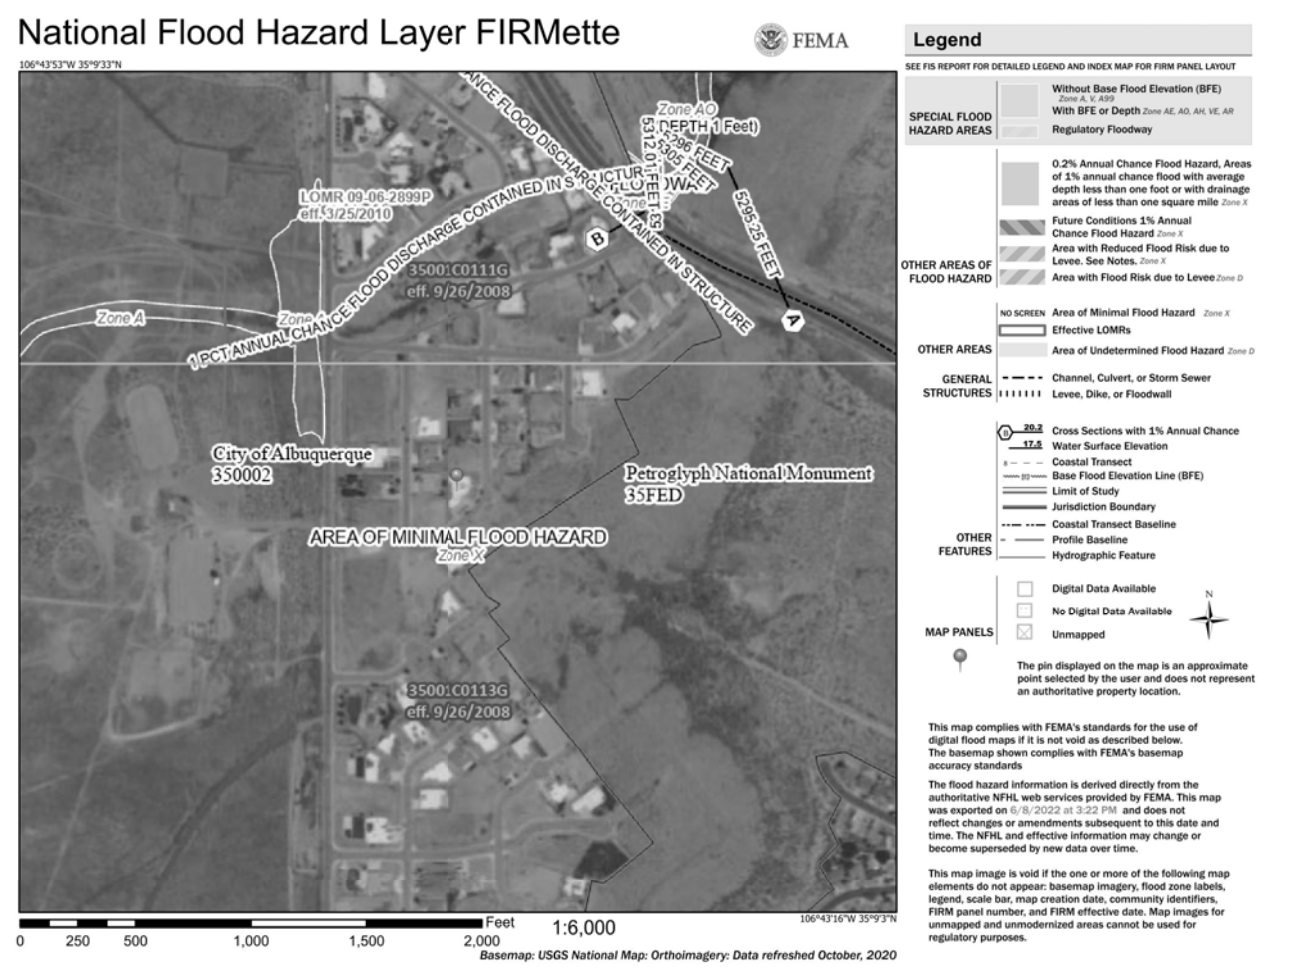 National Flood Hazard Layer FIRMette
FEMA
106°43'53"W 35°9'33"N
ANCE FLOOD DISCHARGE CONTAINED IN STRUCTURE
Zone AO
(DEPTH 1 Feet)
5296 FEET
5305 FEET
5312.01 FEET
5295.25 FEET
1 PCT ANNUAL CHANCE FLOOD DISCHARGE CONTAINED IN STRUCTUR
Zone
LOMR 09-06-2899P
eff. 3/25/2010
B
A
35001C0111G
eff. 9/26/2008
Zone A
Zone
City of Albuquerque
350002
Petroglyph National Monument
35FED
AREA OF MINIMAL FLOOD HAZARD
Zone X
35001C0113G
eff. 9/26/2008
106°43'16"W 35°9'3"N
Feet
1:6,000
0 250 500 1,000 1,500 2,000
Basemap: USGS National Map: Orthoimagery: Data refreshed October, 2020
Legend
SEE FIS REPORT FOR DETAILED LEGEND AND INDEX MAP FOR FIRM PANEL LAYOUT
SPECIAL FLOOD
HAZARD AREAS
Without Base Flood Elevation (BFE)
Zone A, V, A99
With BFE or Depth Zone AE, AO, AH, VE, AR
Regulatory Floodway
0.2% Annual Chance Flood Hazard, Areas
of 1% annual chance flood with average
depth less than one foot or with drainage
areas of less than one square mile Zone X
Future Conditions 1% Annual
Chance Flood Hazard Zone X
Area with Reduced Flood Risk due to
Levee. See Notes. Zone X
Area with Flood Risk due to Levee Zone D
OTHER AREAS OF
FLOOD HAZARD
NO SCREEN Area of Minimal Flood Hazard Zone X
Effective LOMRs
OTHER AREAS
Area of Undetermined Flood Hazard Zone D
GENERAL
STRUCTURES
Channel, Culvert, or Storm Sewer
Levee, Dike, or Floodwall
B 20.2 Cross Sections with 1% Annual Chance
17.5 Water Surface Elevation
8 Coastal Transect
513 Base Flood Elevation Line (BFE)
Limit of Study
Jurisdiction Boundary
Coastal Transect Baseline
OTHER
FEATURES
Profile Baseline
Hydrographic Feature
Digital Data Available
No Digital Data Available
Unmapped
MAP PANELS
N
The pin displayed on the map is an approximate
point selected by the user and does not represent
an authoritative property location.
This map complies with FEMA's standards for the use of
digital flood maps if it is not void as described below.
The basemap shown complies with FEMA's basemap
accuracy standards
The flood hazard information is derived directly from the
authoritative NFHL web services provided by FEMA. This map
was exported on 6/8/2022 at 3:22 PM and does not
reflect changes or amendments subsequent to this date and
time. The NFHL and effective information may change or
become superseded by new data over time.
This map image is void if the one or more of the following map
elements do not appear: basemap imagery, flood zone labels,
legend, scale bar, map creation date, community identifiers,
FIRM panel number, and FIRM effective date. Map images for
unmapped and unmodernized areas cannot be used for
regulatory purposes.